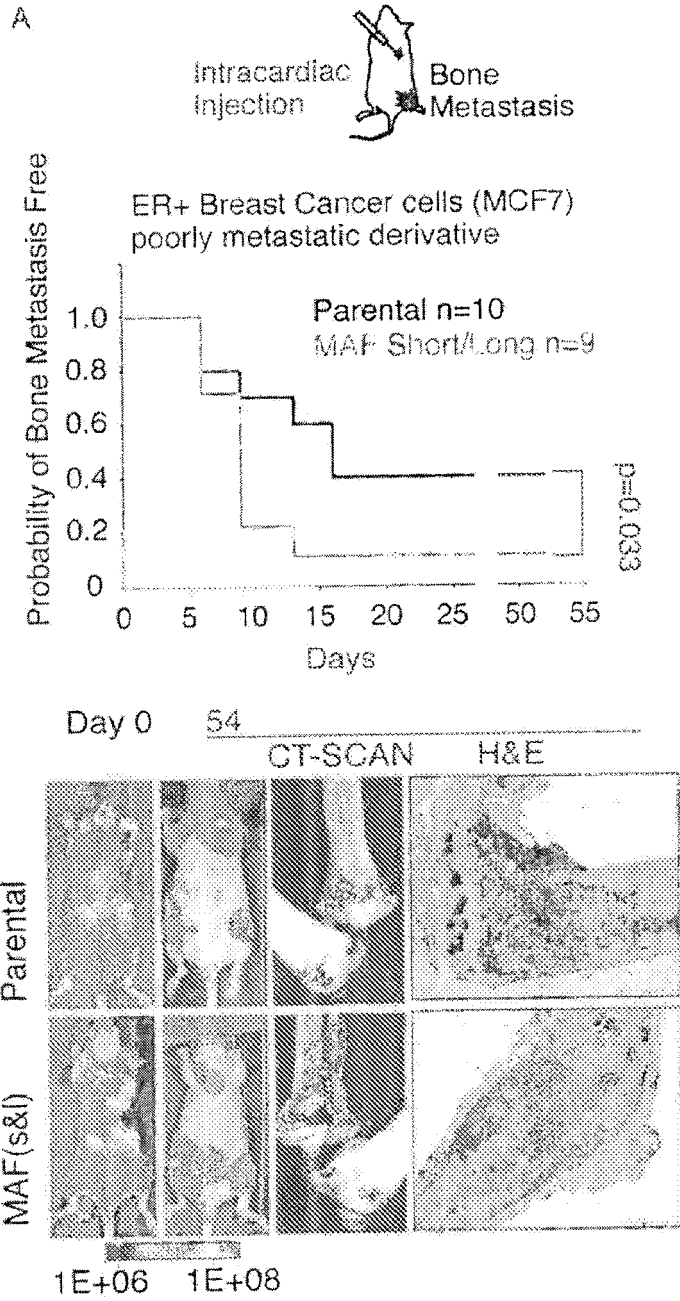 A
Intracardiac
Injection
Bone
Metastasis
Probability of Bone Metastasis Free
ER+ Breast Cancer cells (MCF7)
poorly metastatic derivative
Parental n=10
MAF Short/Long n=9
1.0
0.8
0.6
0.4
0.2
0
p=0.033
0 5 10 15 20 25 50 55
Days
Day 0 54
CT-SCAN H&E
Parental
MAF(s&l)
1E+06 1E+08